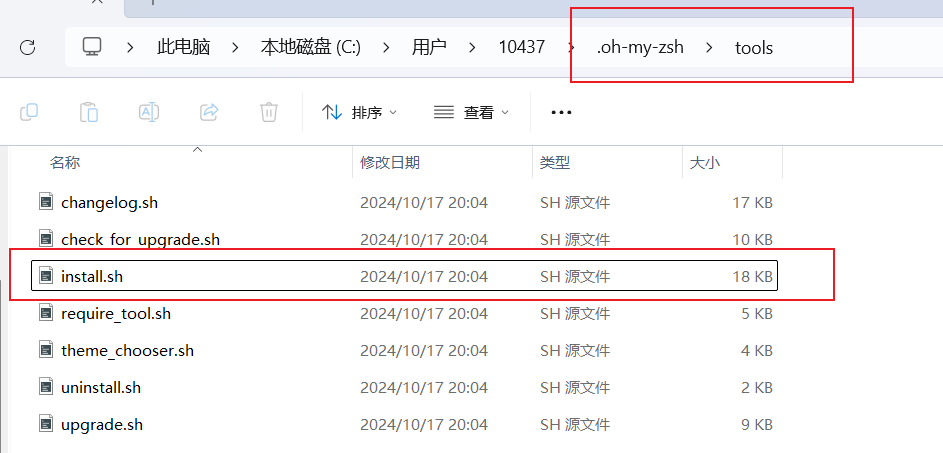 此电脑 > 本地磁盘 (C:) > 用户 > 10437 > .oh-my-zsh > tools
排序 查看 •••
名称 修改日期 类型 大小
changelog.sh 2024/10/17 20:04 SH 源文件 17 KB
check_for_upgrade.sh 2024/10/17 20:04 SH 源文件 10 KB
install.sh 2024/10/17 20:04 SH 源文件 18 KB
require_tool.sh 2024/10/17 20:04 SH 源文件 5 KB
theme_chooser.sh 2024/10/17 20:04 SH 源文件 4 KB
uninstall.sh 2024/10/17 20:04 SH 源文件 2 KB
upgrade.sh 2024/10/17 20:04 SH 源文件 9 KB